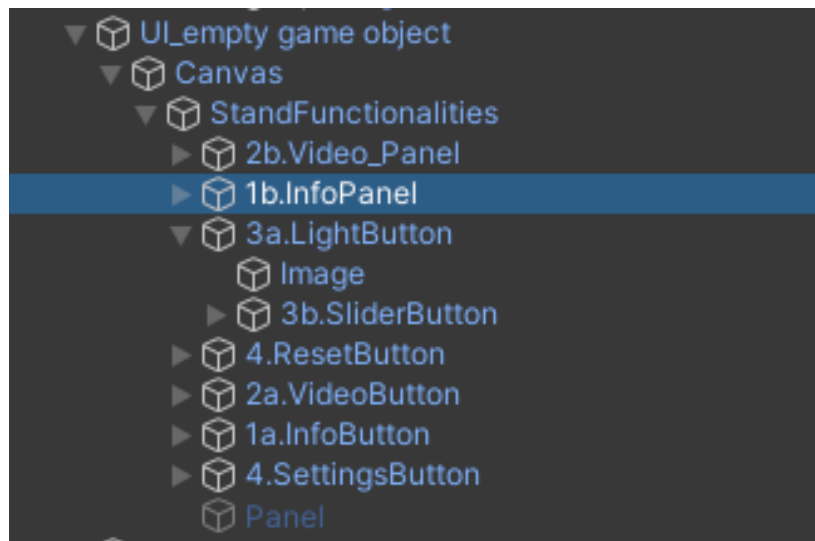 UI_empty game object
Canvas
StandFunctionalities
2b.Video_Panel
1b.InfoPanel
3a.LightButton
Image
3b.SliderButton
4.ResetButton
2a.VideoButton
1a.InfoButton
4.SettingsButton
Panel